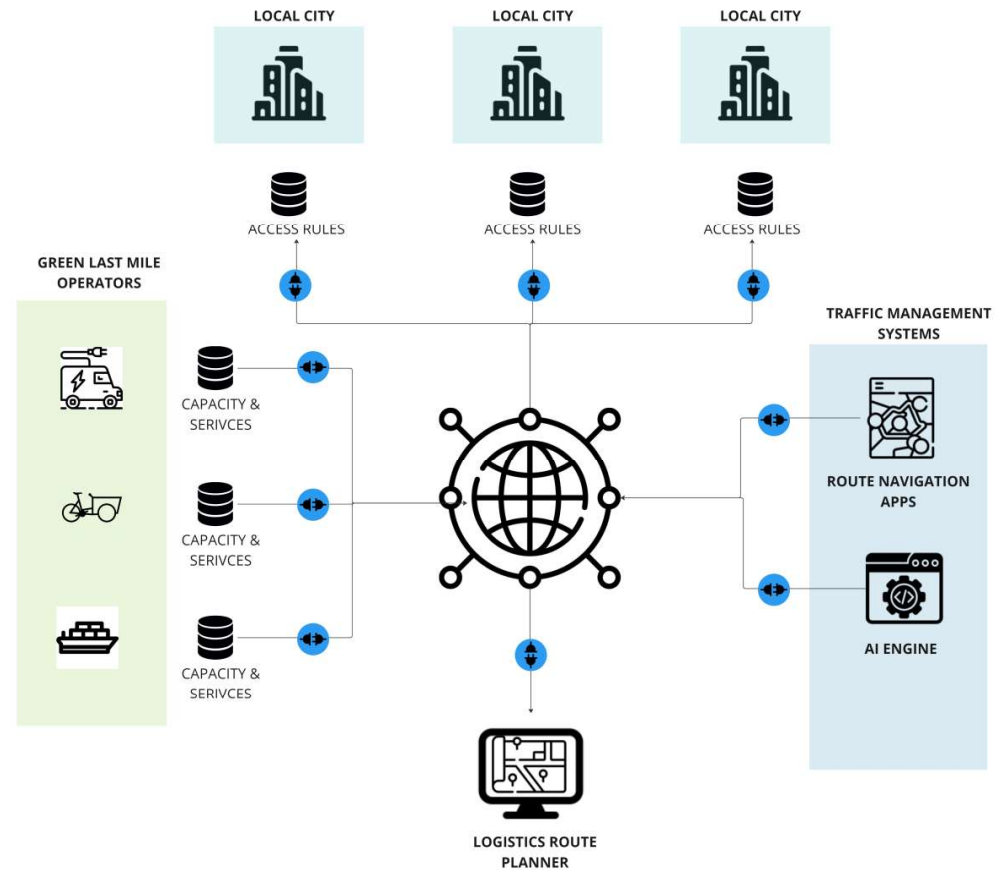 LOCAL CITY
LOCAL CITY
LOCAL CITY
ACCESS RULES
ACCESS RULES
ACCESS RULES
GREEN LAST MILE
OPERATORS
CAPACITY &
SERIVCES
CAPACITY &
SERIVCES
CAPACITY &
SERIVCES
TRAFFIC MANAGEMENT
SYSTEMS
ROUTE NAVIGATION
APPS
AI ENGINE
LOGISTICS ROUTE
PLANNER